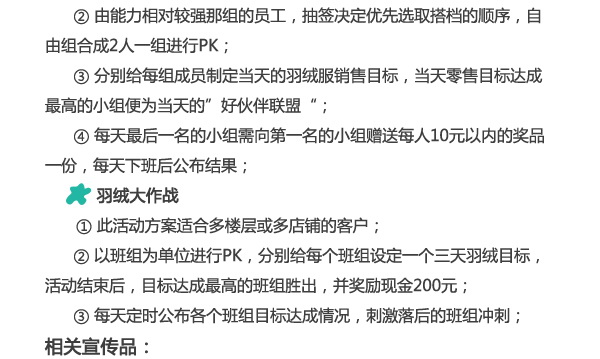 ② 由能力相对较强那组的员工，抽签决定优先选取搭档的顺序，自
由组合成2人一组进行PK；
③ 分别给每组成员制定当天的羽绒服销售目标，当天零售目标达成
最高的小组便为当天的”好伙伴联盟“；
④ 每天最后一名的小组需向第一名的小组赠送每人10元以内的奖品
一份，每天下班后公布结果；
羽绒大作战
① 此活动方案适合多楼层或多店铺的客户；
② 以班组为单位进行PK，分别给每个班组设定一个三天羽绒目标，
活动结束后，目标达成最高的班组胜出，并奖励现金200元；
③ 每天定时公布各个班组目标达成情况，刺激落后的班组冲刺；
相关宣传品：